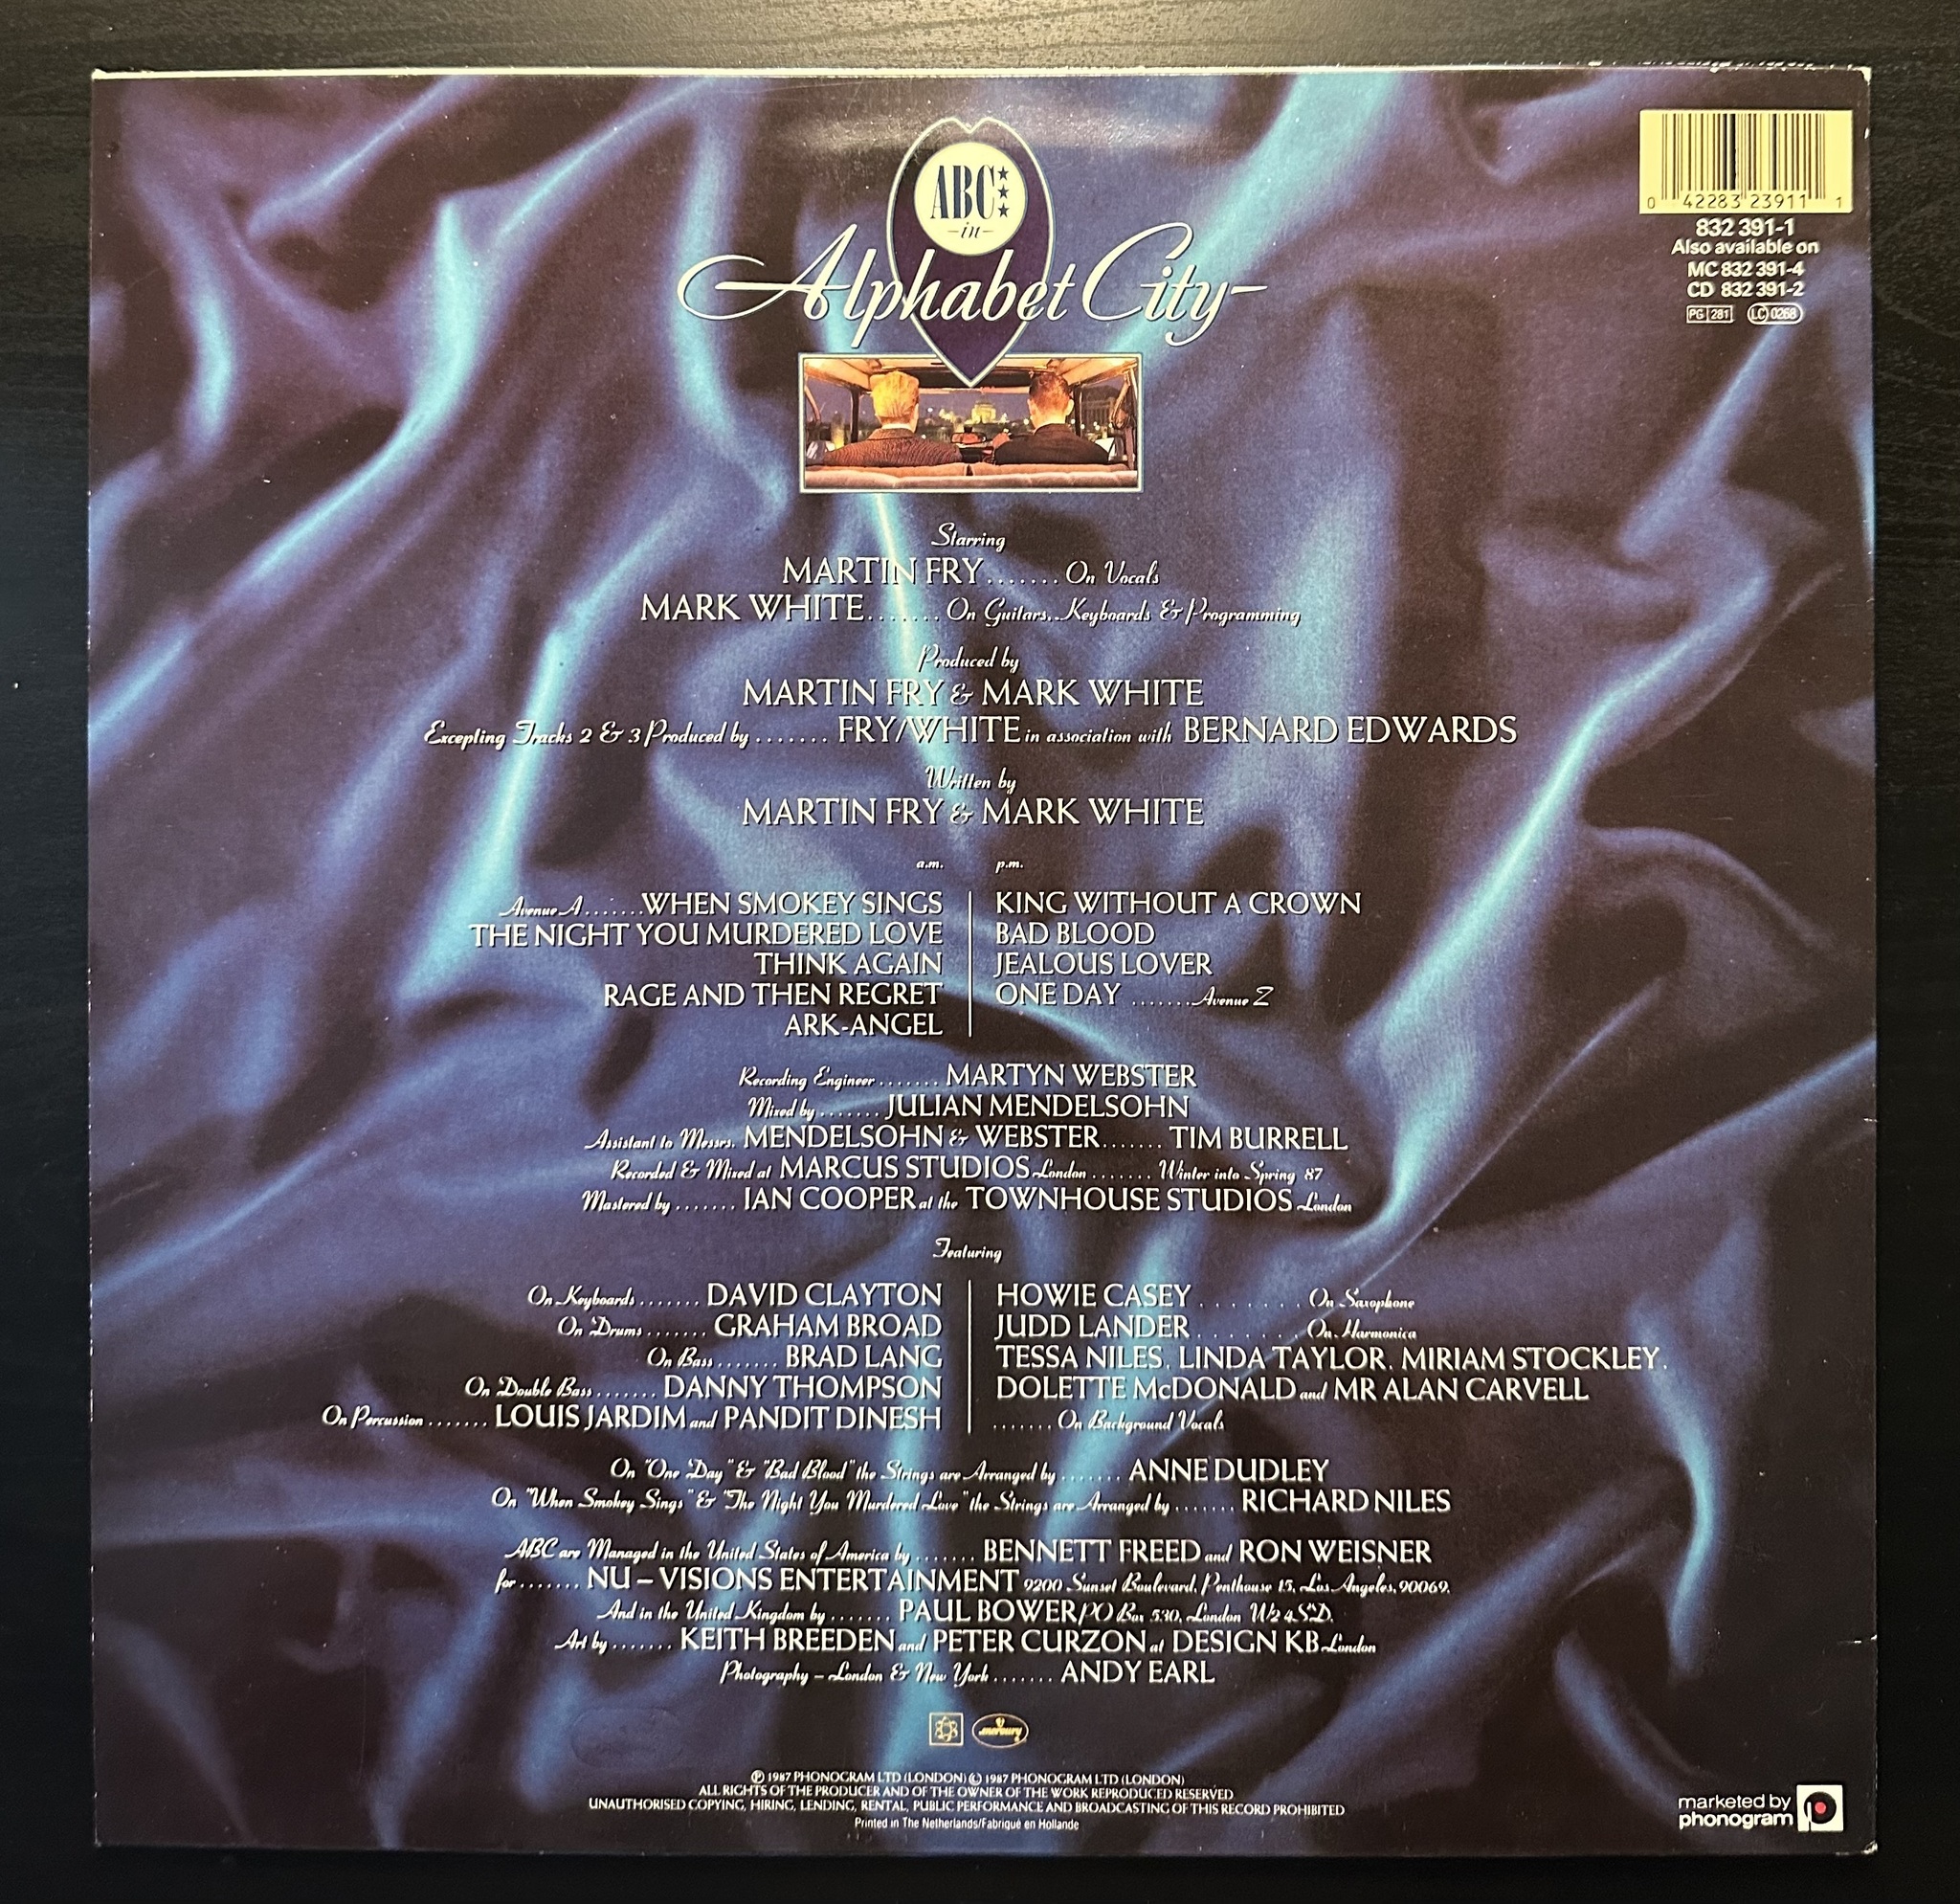 ABC
-in-
Alphabet City-
0 42283 23911 1
832 391-1
Also available on
MC 832 391-4
CD 832 391-2
PG 281 LC 0268
Starring
MARTIN FRY....... On Vocals
MARK WHITE....... On Guitars, Keyboards & Programming
Produced by
MARTIN FRY & MARK WHITE
Excepting Tracks 2 & 3 Produced by ....... FRY/WHITE in association with BERNARD EDWARDS
Written by
MARTIN FRY & MARK WHITE
a.m.
Avenue A.......WHEN SMOKEY SINGS
THE NIGHT YOU MURDERED LOVE
THINK AGAIN
RAGE AND THEN REGRET
ARK-ANGEL
p.m.
KING WITHOUT A CROWN
BAD BLOOD
JEALOUS LOVER
ONE DAY .......Avenue Z
Recording Engineer ....... MARTYN WEBSTER
Mixed by ....... JULIAN MENDELSOHN
Assistant to Messrs. MENDELSOHN & WEBSTER....... TIM BURRELL
Recorded & Mixed at MARCUS STUDIOS London ....... Winter into Spring 87
Mastered by ....... IAN COOPER at the TOWNHOUSE STUDIOS London
Featuring
On Keyboards ....... DAVID CLAYTON
On Drums ....... GRAHAM BROAD
On Bass ....... BRAD LANG
On Double Bass ....... DANNY THOMPSON
On Percussion ....... LOUIS JARDIM and PANDIT DINESH
HOWIE CASEY ....... On Saxophone
JUDD LANDER ....... On Harmonica
TESSA NILES, LINDA TAYLOR, MIRIAM STOCKLEY,
DOLETTE McDONALD and MR ALAN CARVELL
....... On Background Vocals
On "One Day" & "Bad Blood" the Strings are Arranged by ....... ANNE DUDLEY
On "When Smokey Sings" & "The Night You Murdered Love" the Strings are Arranged by ....... RICHARD NILES
ABC are Managed in the United States of America by ....... BENNETT FREED and RON WEISNER
for ....... NU – VISIONS ENTERTAINMENT 9200 Sunset Boulevard, Penthouse 15, Los Angeles, 90069.
And in the United Kingdom by ....... PAUL BOWER/PO Box 530, London W2 4SD.
Art by ....... KEITH BREEDEN and PETER CURZON at DESIGN KB London
Photography – London & New York ....... ANDY EARL
mercury
℗ 1987 PHONOGRAM LTD (LONDON) © 1987 PHONOGRAM LTD (LONDON)
ALL RIGHTS OF THE PRODUCER AND OF THE OWNER OF THE WORK REPRODUCED RESERVED
UNAUTHORISED COPYING, HIRING, LENDING, RENTAL, PUBLIC PERFORMANCE AND BROADCASTING OF THIS RECORD PROHIBITED
Printed in The Netherlands/Fabriqué en Hollande
marketed by
phonogram